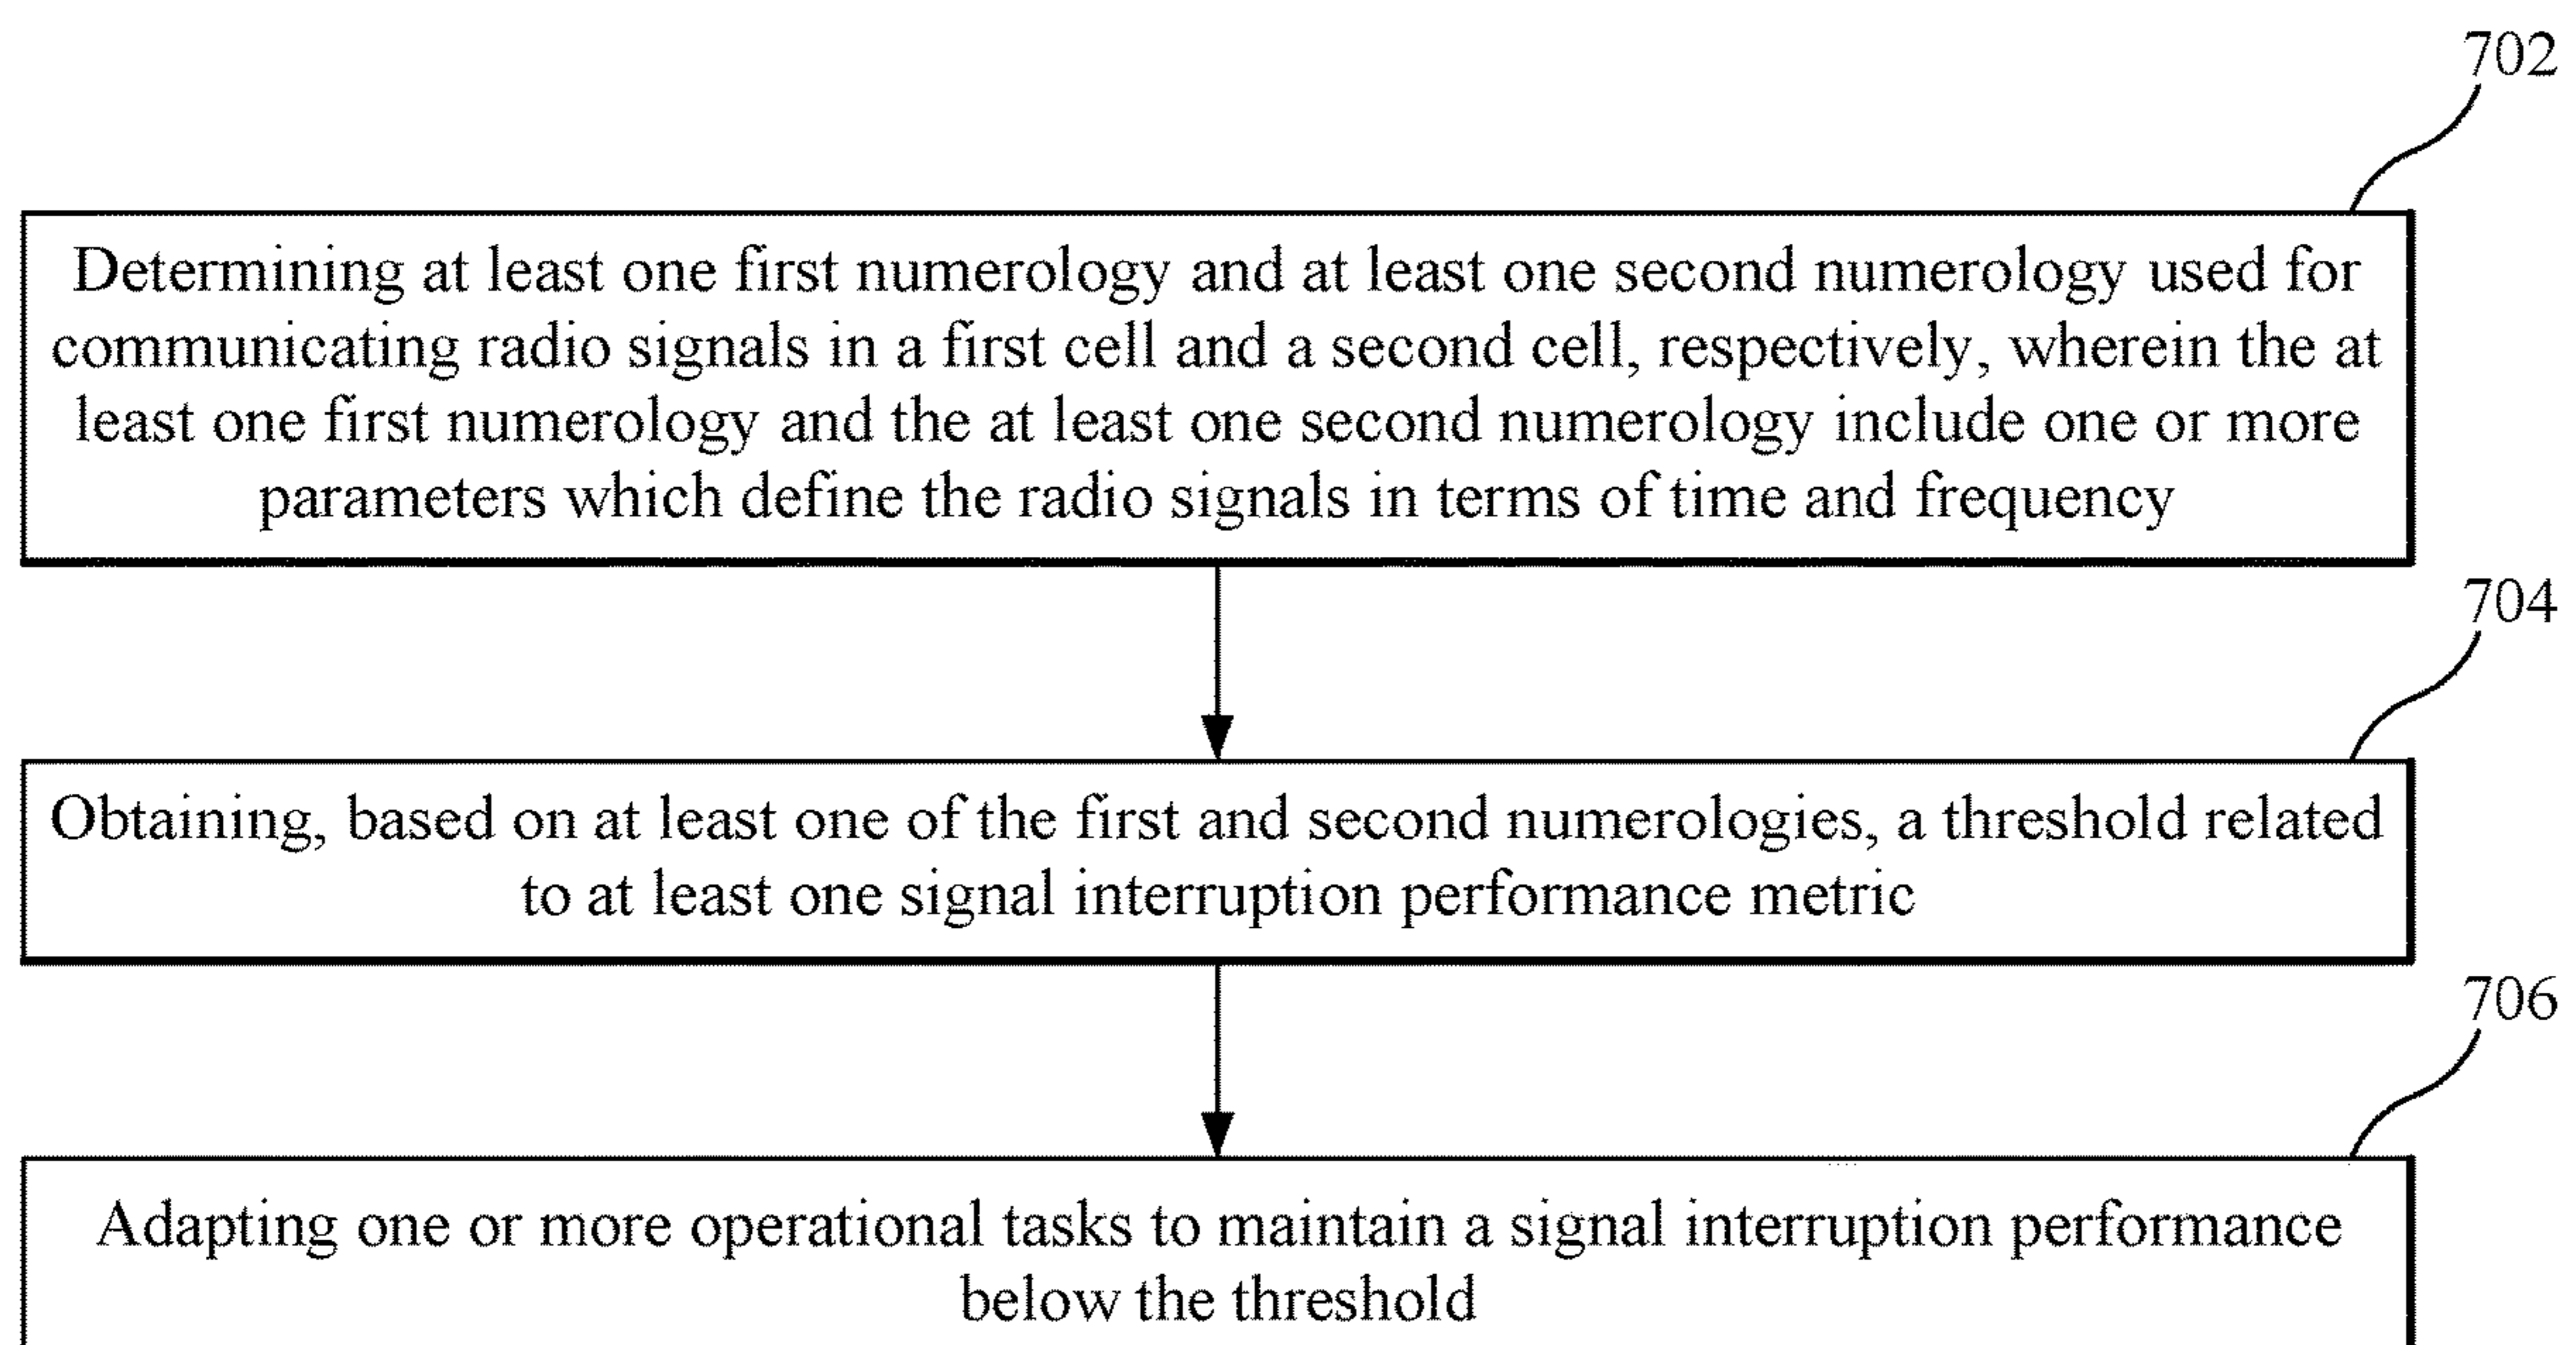 702
Determining at least one first numerology and at least one second numerology used for
communicating radio signals in a first cell and a second cell, respectively, wherein the at
least one first numerology and the at least one second numerology include one or more
parameters which define the radio signals in terms of time and frequency
704
Obtaining, based on at least one of the first and second numerologies, a threshold related
to at least one signal interruption performance metric
706
Adapting one or more operational tasks to maintain a signal interruption performance
below the threshold